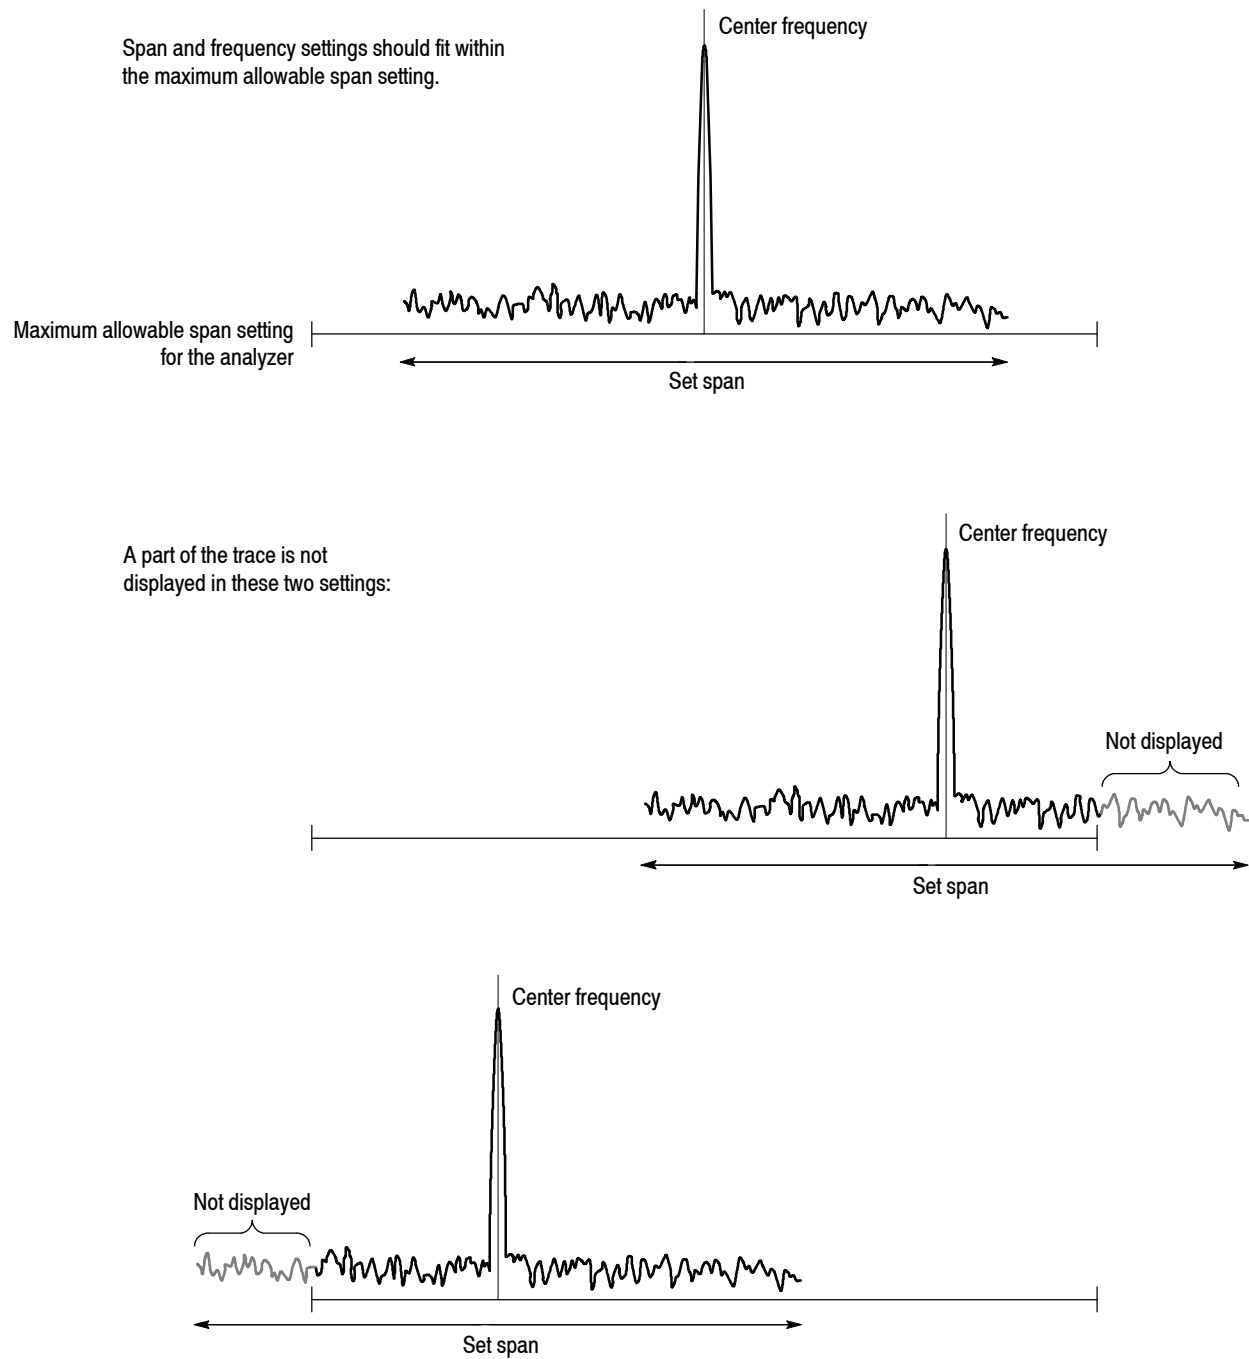 Center frequency
Span and frequency settings should fit within
the maximum allowable span setting.
Maximum allowable span setting
for the analyzer
Set span
Center frequency
A part of the trace is not
displayed in these two settings:
Not displayed
Set span
Center frequency
Not displayed
Set span